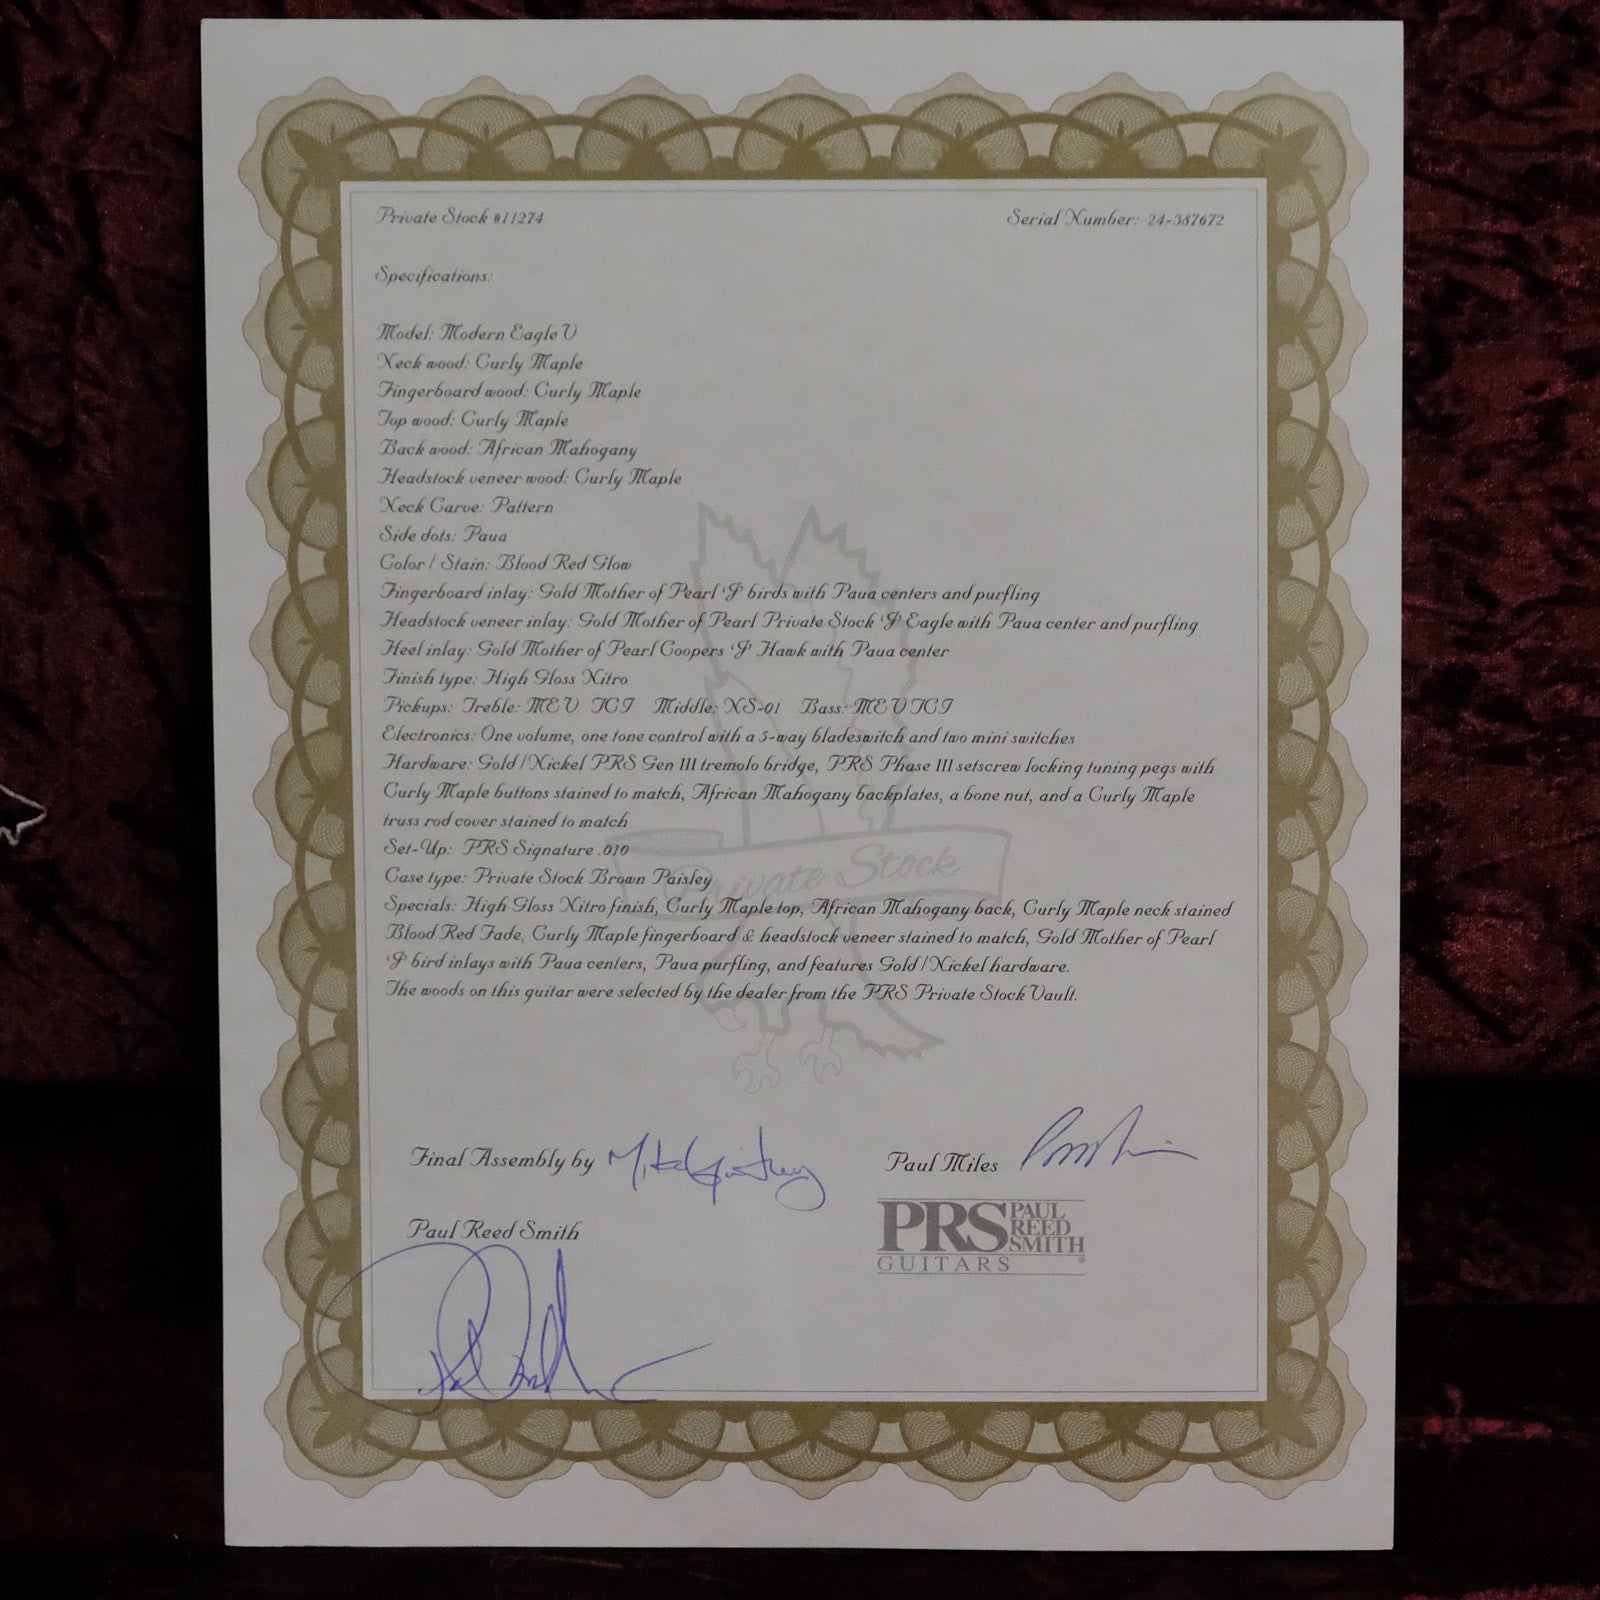 Private Stock #11274
Serial Number: 24-387672
Specifications:
Model: Modern Eagle V
Neck wood: Curly Maple
Fingerboard wood: Curly Maple
Top wood: Curly Maple
Back wood: African Mahogany
Headstock veneer wood: Curly Maple
Neck Carve: Pattern
Side dots: Paua
Color / Stain: Blood Red Glow
Fingerboard inlay: Gold Mother of Pearl 'J' birds with Paua centers and purfling
Headstock veneer inlay: Gold Mother of Pearl Private Stock 'J' Eagle with Paua center and purfling
Heel inlay: Gold Mother of Pearl Coopers 'J' Hawk with Paua center
Finish type: High Gloss Nitro
Pickups: Treble: MEV TCI Middle: NS-01 Bass: MEV TCI
Electronics: One volume, one tone control with a 5-way bladeswitch and two mini switches
Hardware: Gold / Nickel PRS Gen III tremolo bridge, PRS Phase III setscrew locking tuning pegs with
Curly Maple buttons stained to match, African Mahogany backplates, a bone nut, and a Curly Maple
truss rod cover stained to match
Set-Up: PRS Signature .010
Case type: Private Stock Brown Paisley
Private Stock
Specials: High Gloss Nitro finish, Curly Maple top, African Mahogany back, Curly Maple neck stained
Blood Red Fade, Curly Maple fingerboard & headstock veneer stained to match, Gold Mother of Pearl
'J' bird inlays with Paua centers, Paua purfling, and features Gold / Nickel hardware.
The woods on this guitar were selected by the dealer from the PRS Private Stock Vault.
Final Assembly by
Paul Miles
Paul Reed Smith
PRS PAUL
REED
SMITH
GUITARS